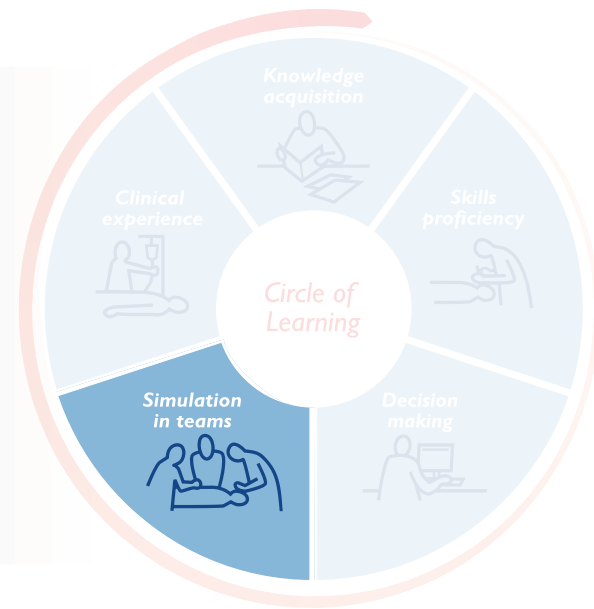 Knowledge
acquisition
Clinical
experience
Skills
proficiency
Circle of
Learning
Simulation
in teams
Decision
making